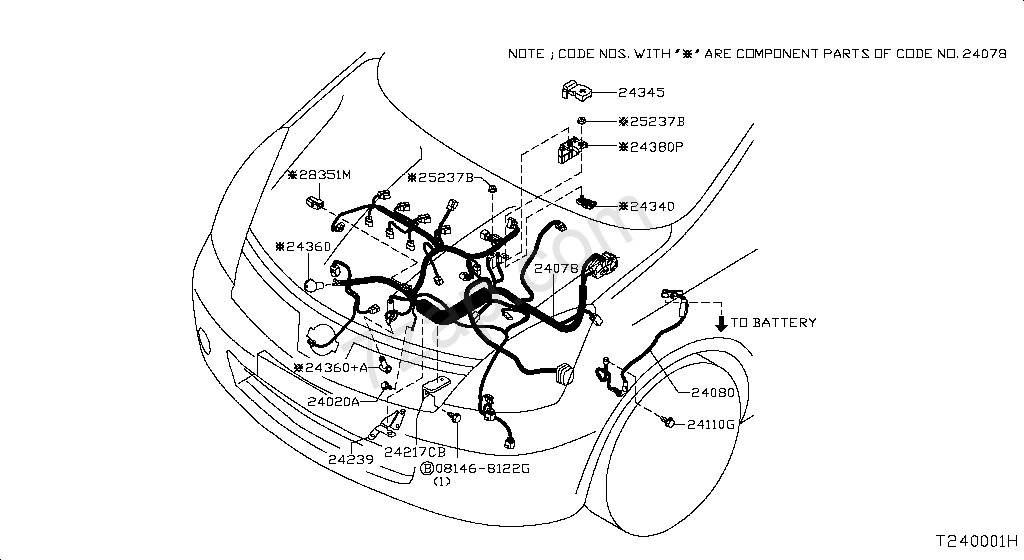 NOTE ; CODE NOS. WITH "※" ARE COMPONENT PARTS OF CODE NO. 24078
24345
※25237B
※24380P
※28351M
※25237B
※24340
※24360
24078
TO BATTERY
※24360+A
24020A
24080
24110G
24217CB
24239
Ⓑ08146-8122G
(1)
T240001H